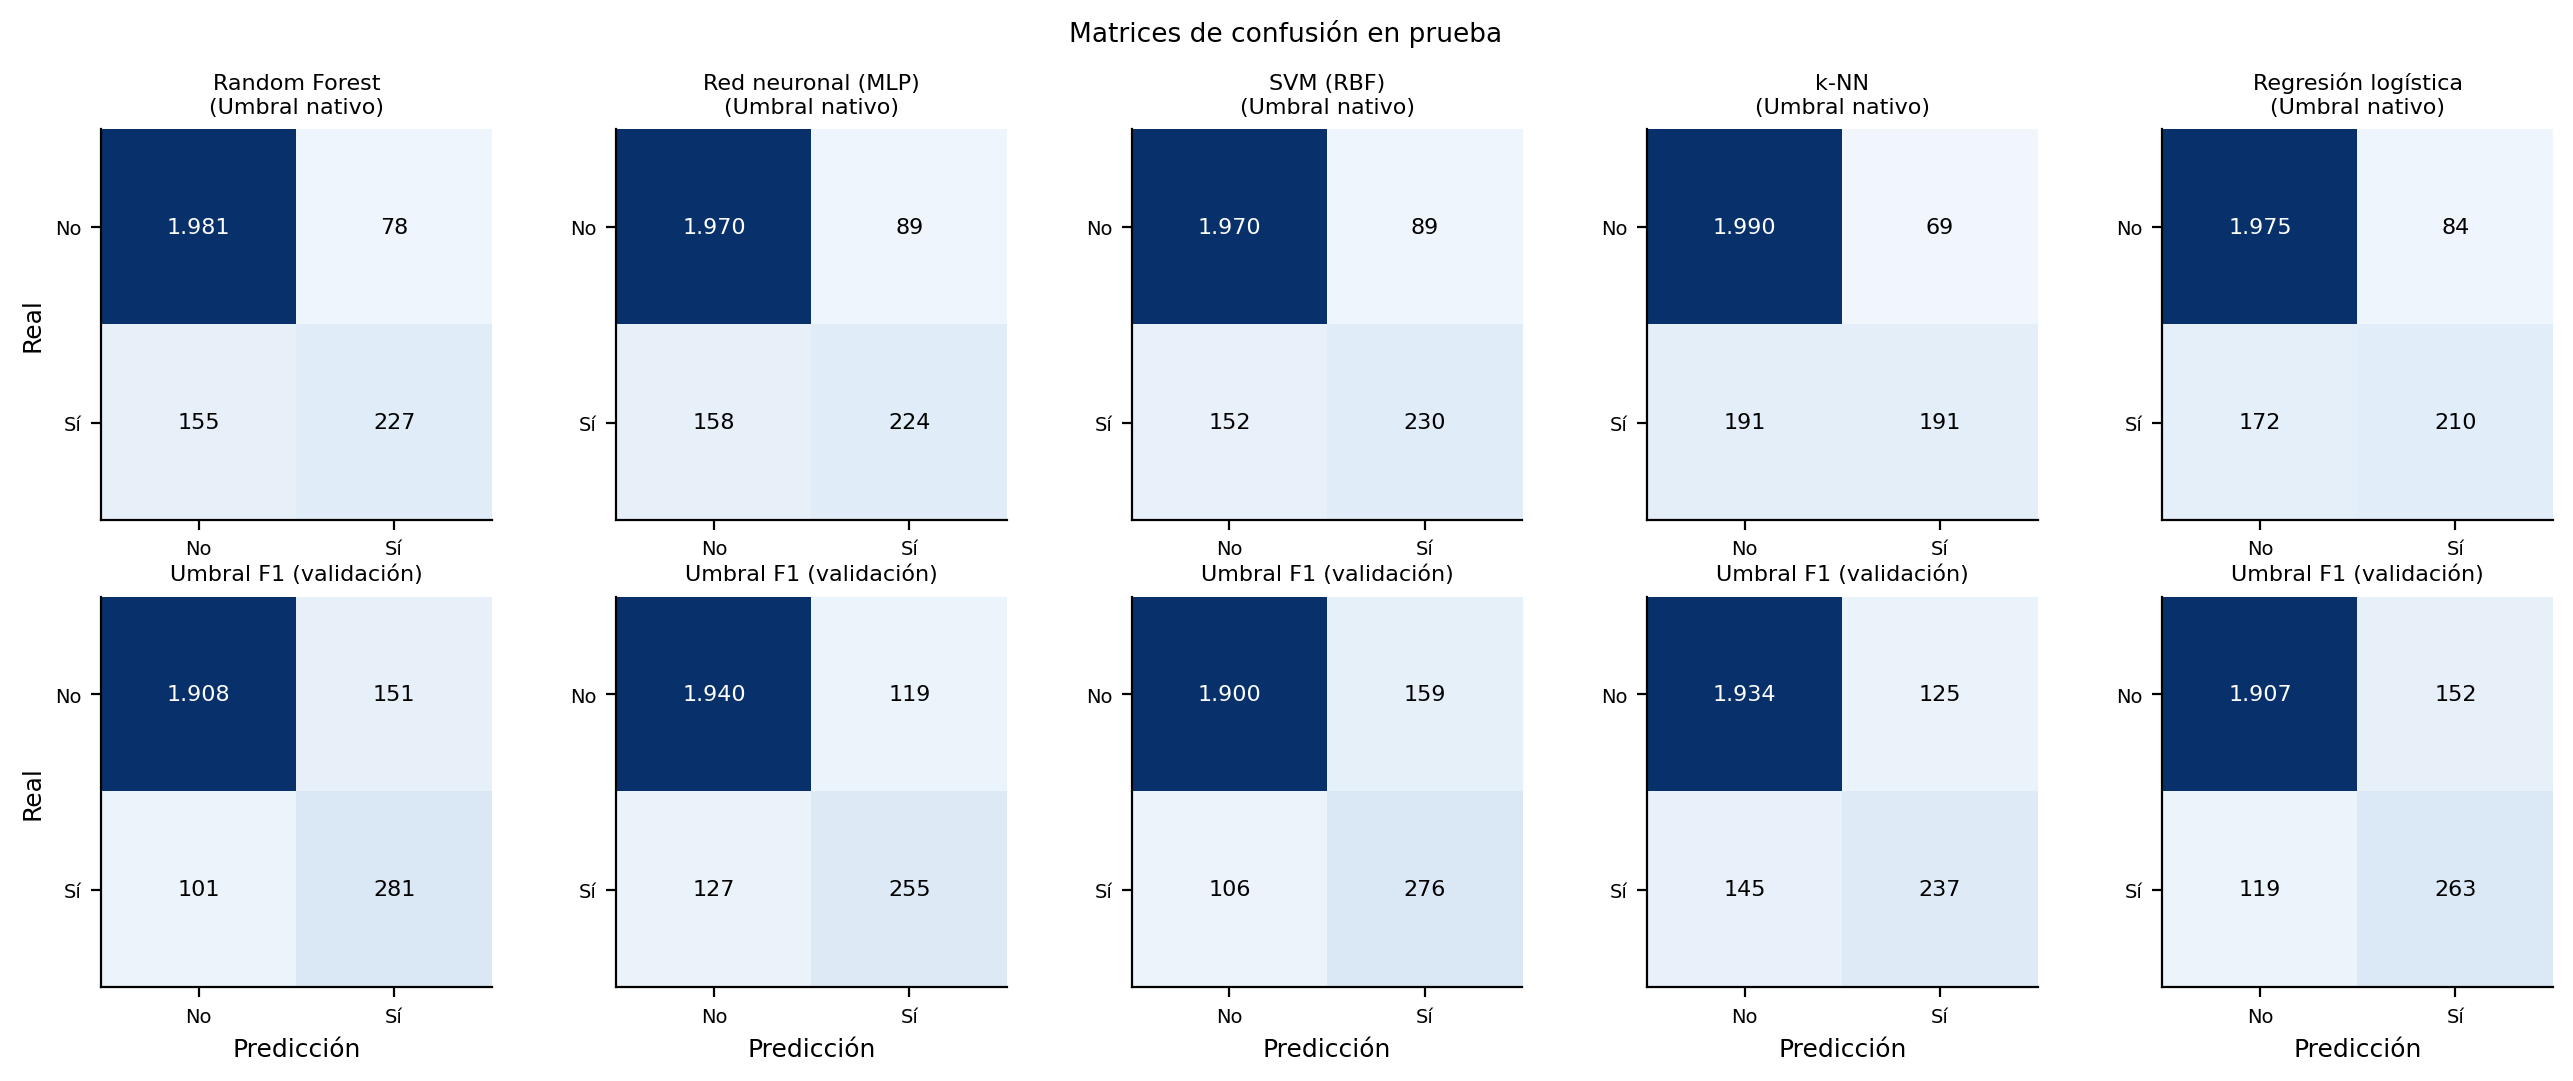 Matrices de confusión en prueba
Random Forest
(Umbral nativo)
Red neuronal (MLP)
(Umbral nativo)
SVM (RBF)
(Umbral nativo)
k-NN
(Umbral nativo)
Regresión logística
(Umbral nativo)
Real
No 1.981 78
Sí 155 227
No Sí
No 1.970 89
Sí 158 224
No Sí
No 1.970 89
Sí 152 230
No Sí
No 1.990 69
Sí 191 191
No Sí
No 1.975 84
Sí 172 210
No Sí
Umbral F1 (validación)
Real
No 1.908 151
Sí 101 281
No Sí
Predicción
Umbral F1 (validación)
No 1.940 119
Sí 127 255
No Sí
Predicción
Umbral F1 (validación)
No 1.900 159
Sí 106 276
No Sí
Predicción
Umbral F1 (validación)
No 1.934 125
Sí 145 237
No Sí
Predicción
Umbral F1 (validación)
No 1.907 152
Sí 119 263
No Sí
Predicción